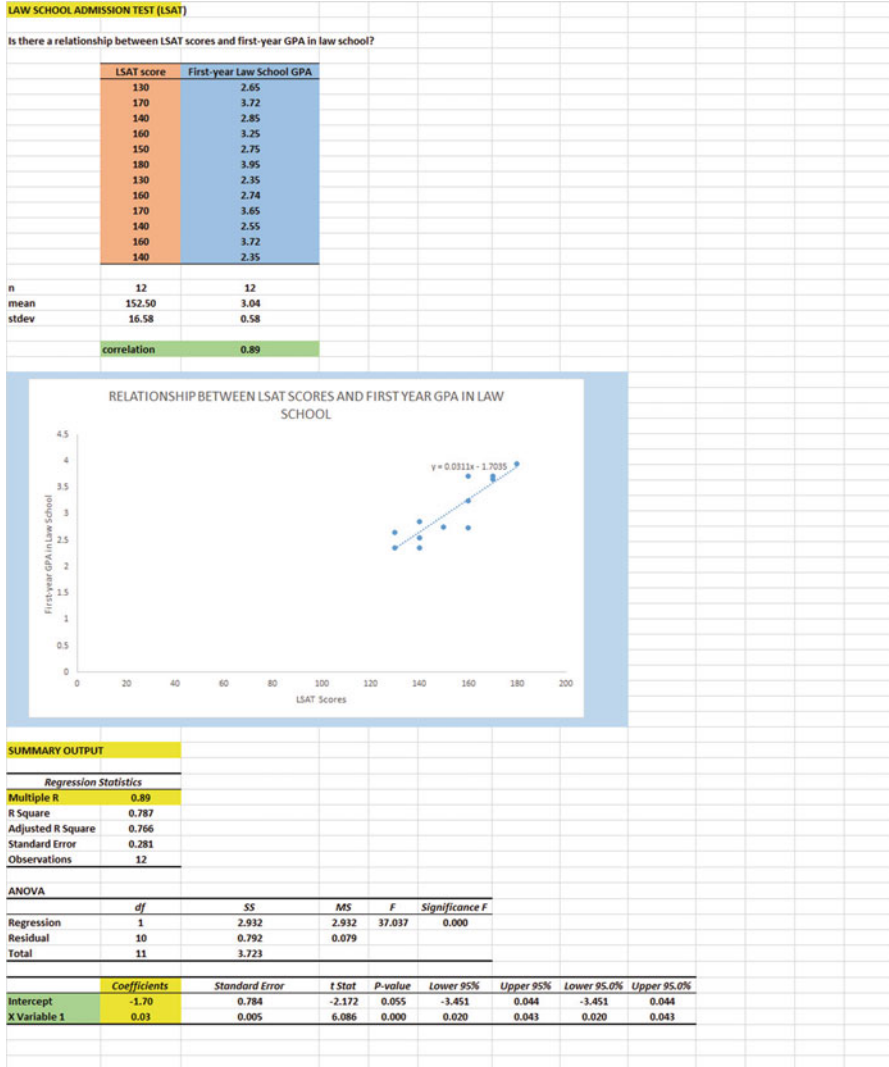 LAW SCHOOL ADMISSION TEST (LSAT)
Is there a relationship between LSAT scores and first-year GPA in law school?
LSAT score First-year Law School GPA
130 2.65
170 3.72
140 2.85
160 3.25
150 2.75
180 3.95
130 2.35
160 2.74
170 3.65
140 2.55
160 3.72
140 2.35
n 12 12
mean 152.50 3.04
stdev 16.58 0.58
correlation 0.89
RELATIONSHIP BETWEEN LSAT SCORES AND FIRST YEAR GPA IN LAW
SCHOOL
4.5
4
3.5
3
2.5
2
1.5
1
0.5
0
First-year GPA in Law School
y = 0.0311x - 1.7035
0 20 40 60 80 100 120 140 160 180 200
LSAT Scores
SUMMARY OUTPUT
Regression Statistics
Multiple R 0.89
R Square 0.787
Adjusted R Square 0.766
Standard Error 0.281
Observations 12
ANOVA
df SS MS F Significance F
Regression 1 2.932 2.932 37.037 0.000
Residual 10 0.792 0.079
Total 11 3.723
Coefficients Standard Error t Stat P-value Lower 95% Upper 95% Lower 95.0% Upper 95.0%
Intercept -1.70 0.784 -2.172 0.055 -3.451 0.044 -3.451 0.044
X Variable 1 0.03 0.005 6.086 0.000 0.020 0.043 0.020 0.043